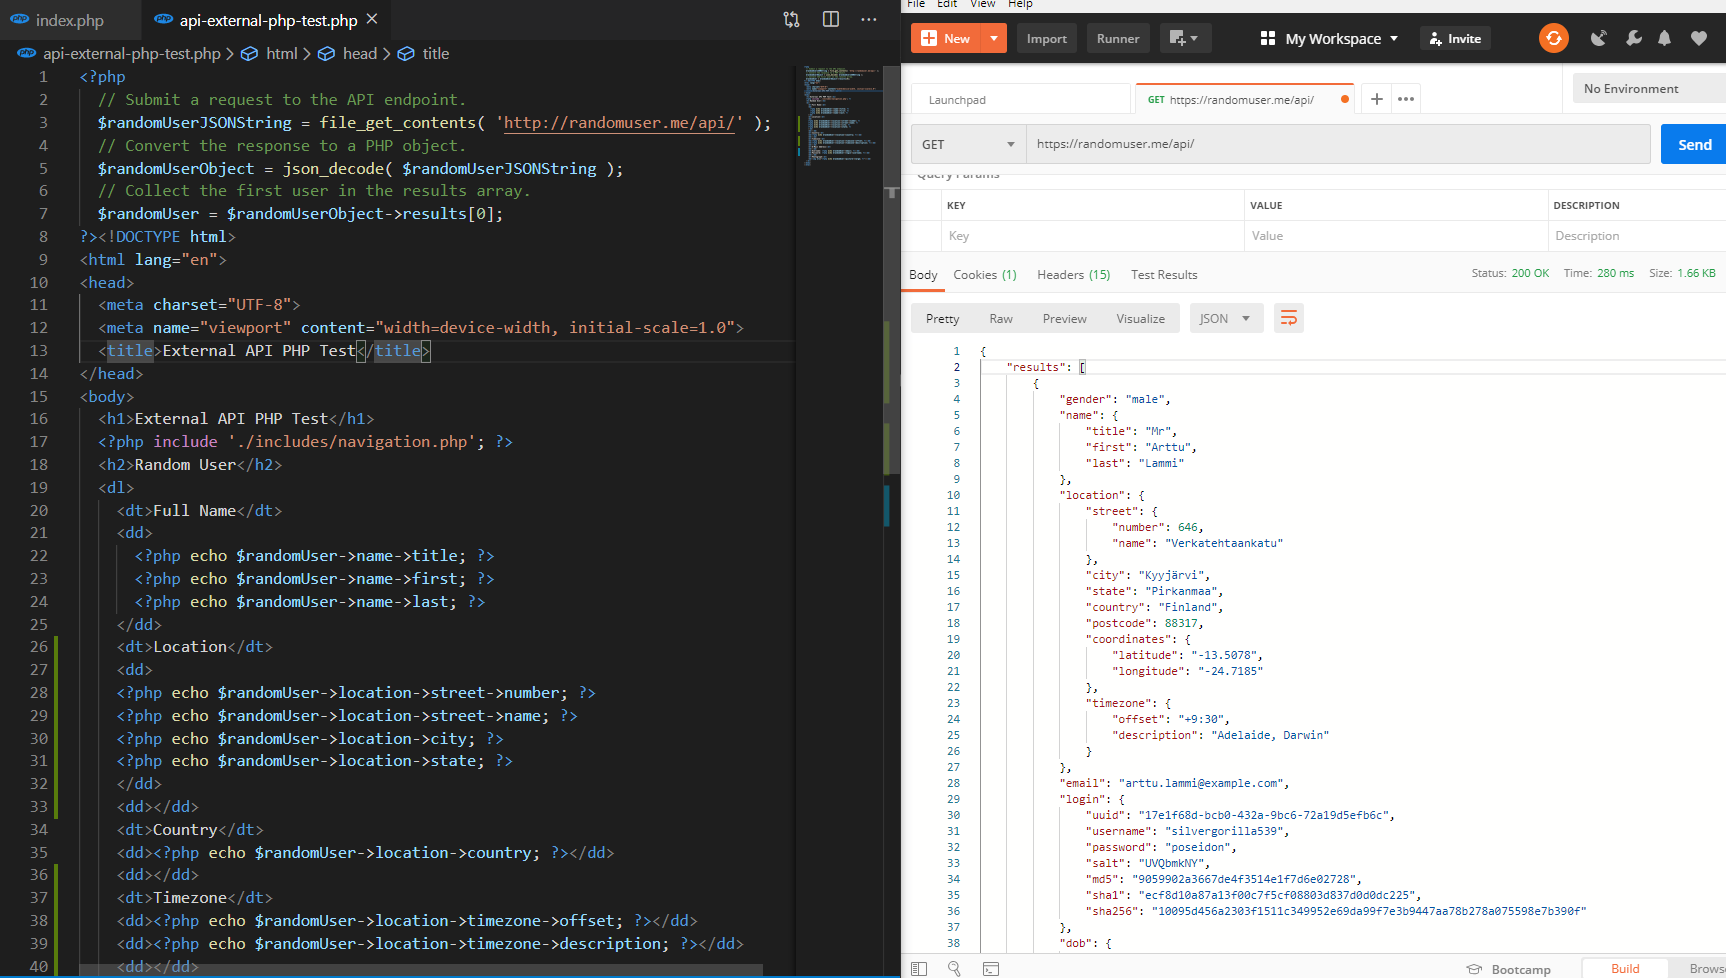 index.php
api-external-php-test.php
api-external-php-test.php > html > head > title
1 <?php
2 // Submit a request to the API endpoint.
3 $randomUserJSONString = file_get_contents( 'http://randomuser.me/api/' );
4 // Convert the response to a PHP object.
5 $randomUserObject = json_decode( $randomUserJSONString );
6 // Collect the first user in the results array.
7 $randomUser = $randomUserObject->results[0];
8 ?><!DOCTYPE html>
9 <html lang="en">
10 <head>
11 <meta charset="UTF-8">
12 <meta name="viewport" content="width=device-width, initial-scale=1.0">
13 <title>External API PHP Test</title>
14 </head>
15 <body>
16 <h1>External API PHP Test</h1>
17 <?php include './includes/navigation.php'; ?>
18 <h2>Random User</h2>
19 <dl>
20 <dt>Full Name</dt>
21 <dd>
22 <?php echo $randomUser->name->title; ?>
23 <?php echo $randomUser->name->first; ?>
24 <?php echo $randomUser->name->last; ?>
25 </dd>
26 <dt>Location</dt>
27 <dd>
28 <?php echo $randomUser->location->street->number; ?>
29 <?php echo $randomUser->location->street->name; ?>
30 <?php echo $randomUser->location->city; ?>
31 <?php echo $randomUser->location->state; ?>
32 </dd>
33 <dd></dd>
34 <dt>Country</dt>
35 <dd><?php echo $randomUser->location->country; ?></dd>
36 <dd></dd>
37 <dt>Timezone</dt>
38 <dd><?php echo $randomUser->location->timezone->offset; ?></dd>
39 <dd><?php echo $randomUser->location->timezone->description; ?></dd>
40 <dd></dd>
File Edit View Help
New Import Runner My Workspace Invite
Launchpad GET https://randomuser.me/api/ No Environment
GET https://randomuser.me/api/ Send
Query Params
KEY VALUE DESCRIPTION
Key Value Description
Body Cookies (1) Headers (15) Test Results Status: 200 OK Time: 280 ms Size: 1.66 KB
Pretty Raw Preview Visualize JSON
1 {
2 "results": [
3 {
4 "gender": "male",
5 "name": {
6 "title": "Mr",
7 "first": "Arttu",
8 "last": "Lammi"
9 },
10 "location": {
11 "street": {
12 "number": 646,
13 "name": "Verkatehtaankatu"
14 },
15 "city": "Kyyjärvi",
16 "state": "Pirkanmaa",
17 "country": "Finland",
18 "postcode": 88317,
19 "coordinates": {
20 "latitude": "-13.5078",
21 "longitude": "-24.7185"
22 },
23 "timezone": {
24 "offset": "+9:30",
25 "description": "Adelaide, Darwin"
26 }
27 },
28 "email": "arttu.lammi@example.com",
29 "login": {
30 "uuid": "17e1f68d-bcb0-432a-9bc6-72a19d5efb6c",
31 "username": "silvergorilla539",
32 "password": "poseidon",
33 "salt": "UVQbmkNY",
34 "md5": "9059902a3667de4f3514e1f7d6e02728",
35 "sha1": "ecf8d10a87a13f00c7f5cf08803d837d0d0dc225",
36 "sha256": "10095d456a2303f1511c349952e69da99f7e3b9447aa78b278a075598e7b390f"
37 },
38 "dob": {
Bootcamp Build Brows